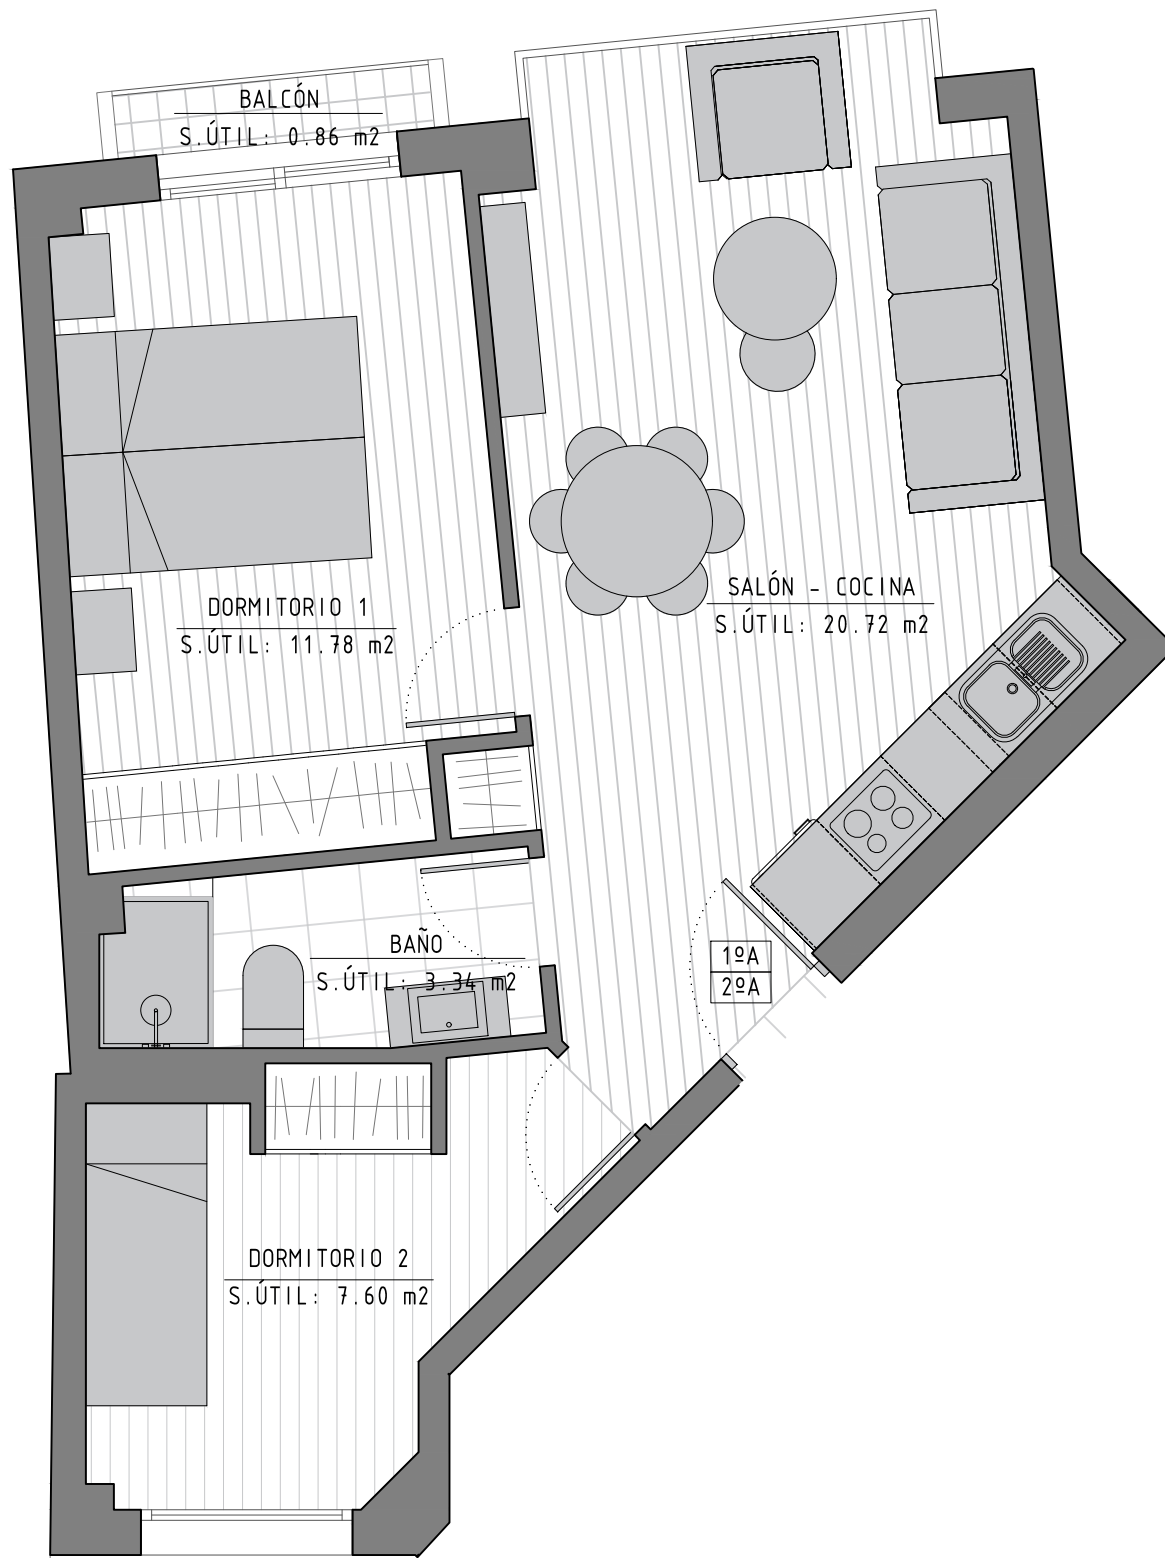 BALCÓN
S.ÚTIL: 0.86 m2
DORMITORIO 1
S.ÚTIL: 11.78 m2
SALÓN - COCINA
S.ÚTIL: 20.72 m2
BAÑO
S.ÚTIL: 3.34 m2
1ºA
2ºA
DORMITORIO 2
S.ÚTIL: 7.60 m2